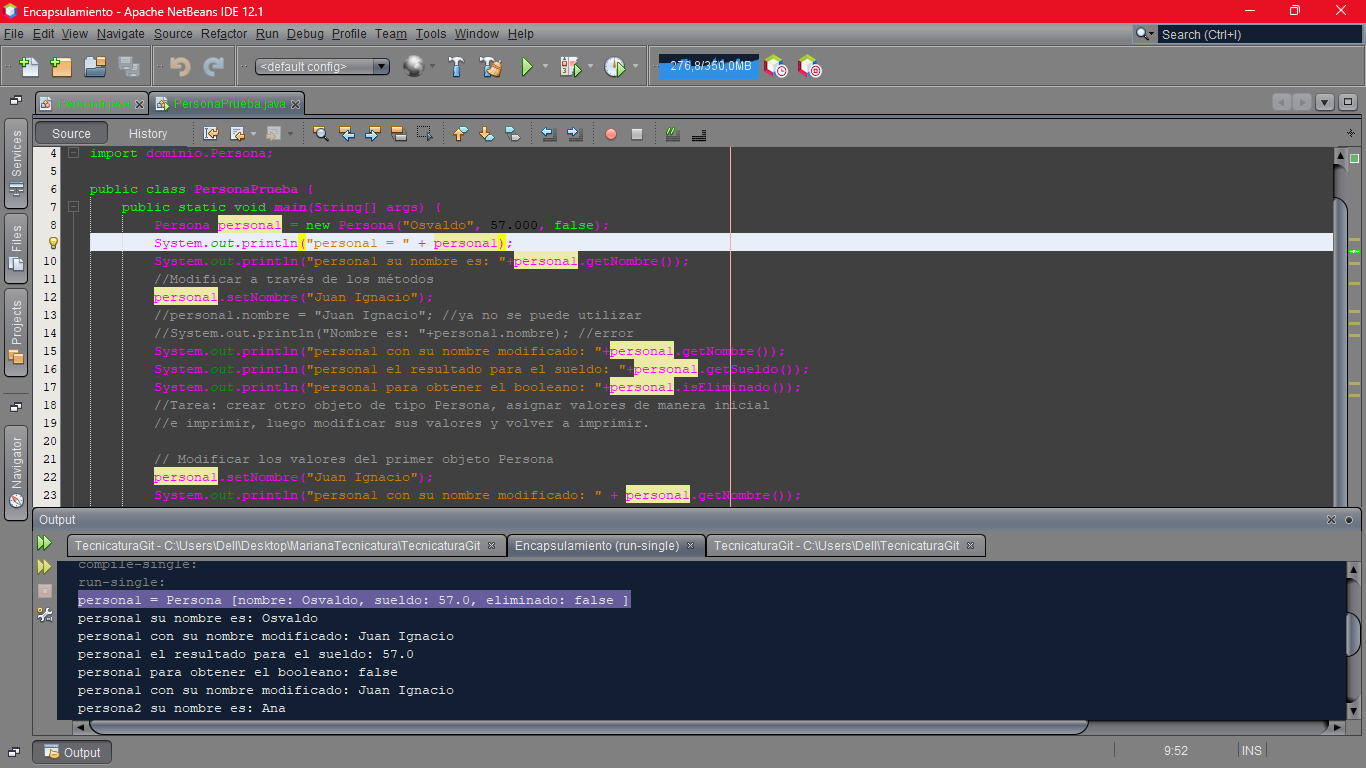 Encapsulamiento - Apache NetBeans IDE 12.1
File Edit View Navigate Source Refactor Run Debug Profile Team Tools Window Help
Search (Ctrl+I)
<default config>
276,8/350,0MB
Persona.java PersonaPrueba.java
Source History
Services
Files
Projects
Navigator
4 import dominio.Persona;
5
6 public class PersonaPrueba {
7 public static void main(String[] args) {
8 Persona personal = new Persona("Osvaldo", 57.000, false);
System.out.println("personal = " + personal);
10 System.out.println("personal su nombre es: "+personal.getNombre());
11 //Modificar a través de los métodos
12 personal.setNombre("Juan Ignacio");
13 //personal.nombre = "Juan Ignacio"; //ya no se puede utilizar
14 //System.out.println("Nombre es: "+personal.nombre); //error
15 System.out.println("personal con su nombre modificado: "+personal.getNombre());
16 System.out.println("personal el resultado para el sueldo: "+personal.getSueldo());
17 System.out.println("personal para obtener el booleano: "+personal.isEliminado());
18 //Tarea: crear otro objeto de tipo Persona, asignar valores de manera inicial
19 //e imprimir, luego modificar sus valores y volver a imprimir.
20
21 // Modificar los valores del primer objeto Persona
22 personal.setNombre("Juan Ignacio");
23 System.out.println("personal con su nombre modificado: " + personal.getNombre());
Output
TecnicaturaGit - C:\Users\Dell\Desktop\MarianaTecnicatura\TecnicaturaGit Encapsulamiento (run-single) TecnicaturaGit - C:\Users\Dell\TecnicaturaGit
compile-single:
run-single:
personal = Persona [nombre: Osvaldo, sueldo: 57.0, eliminado: false ]
personal su nombre es: Osvaldo
personal con su nombre modificado: Juan Ignacio
personal el resultado para el sueldo: 57.0
personal para obtener el booleano: false
personal con su nombre modificado: Juan Ignacio
persona2 su nombre es: Ana
Output
9:52 INS